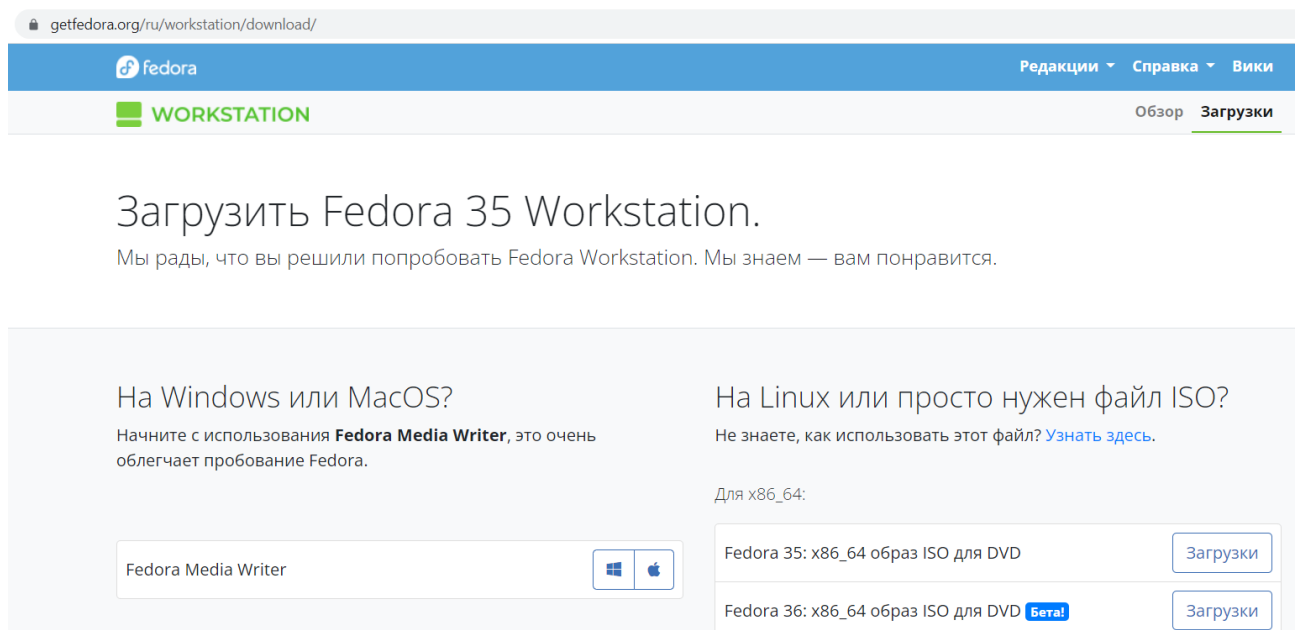 getfedora.org/ru/workstation/download/
fedora
Редакции Справка Вики
WORKSTATION
Обзор Загрузки
Загрузить Fedora 35 Workstation.
Мы рады, что вы решили попробовать Fedora Workstation. Мы знаем — вам понравится.
На Windows или MacOS?
Начните с использования Fedora Media Writer, это очень
облегчает пробование Fedora.
Fedora Media Writer
На Linux или просто нужен файл ISO?
Не знаете, как использовать этот файл? Узнать здесь.
Для x86_64:
Fedora 35: x86_64 образ ISO для DVD Загрузки
Fedora 36: x86_64 образ ISO для DVD Бета! Загрузки